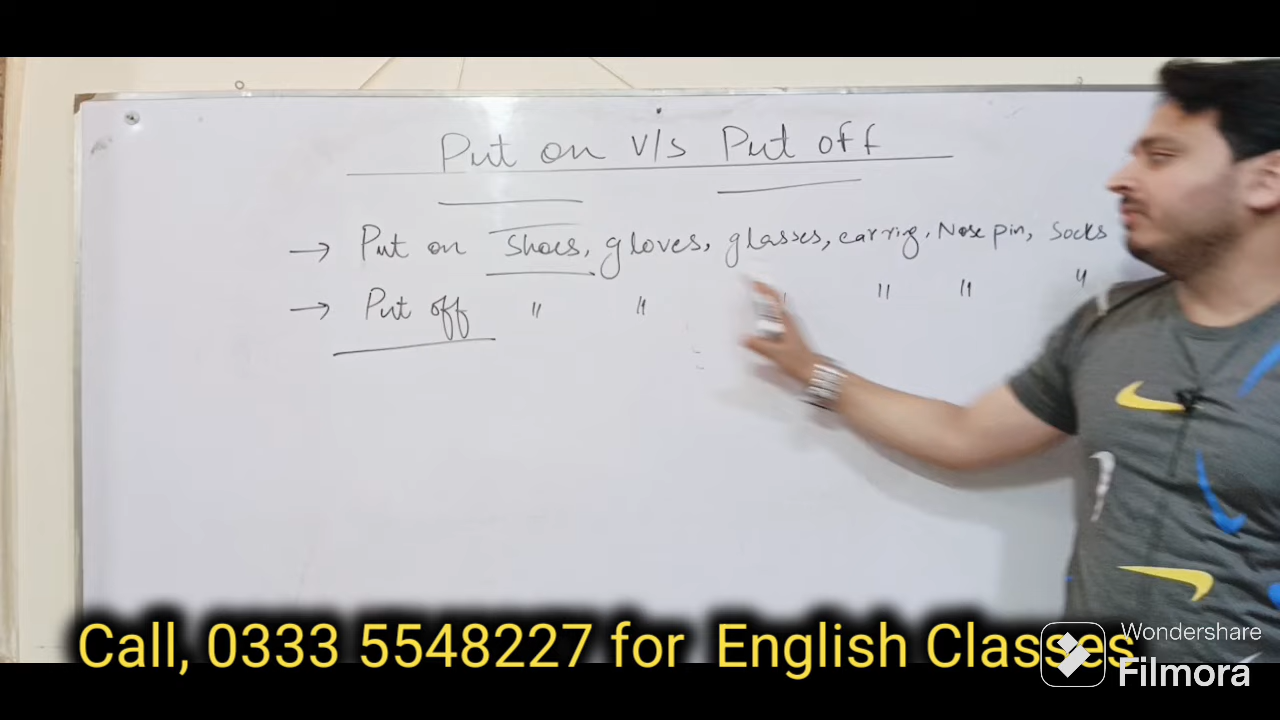 Put on v/s Put off
→ Put on Shoes, gloves, glasses, earring, Nose pin, Socks
→ Put off " " " " " "
Call, 0333 5548227 for English Classes
Wondershare
Filmora